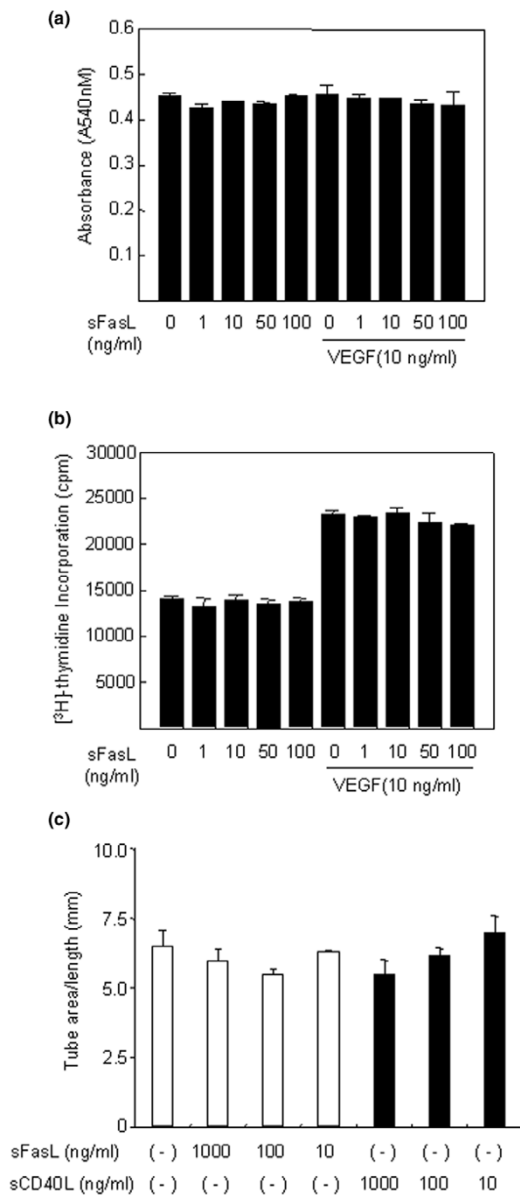 (a)
Absorbance (A540nM)
0.6
0.5
0.4
0.3
0.2
0.1
sFasL 0 1 10 50 100 0 1 10 50 100
(ng/ml)
VEGF(10 ng/ml)
(b)
[³H]-thymidine Incorporation (cpm)
30000
25000
20000
15000
10000
5000
sFasL 0 1 10 50 100 0 1 10 50 100
(ng/ml)
VEGF(10 ng/ml)
(c)
Tube area/length (mm)
10.0
7.5
5.0
2.5
0
sFasL (ng/ml) (-) 1000 100 10 (-) (-) (-)
sCD40L (ng/ml) (-) (-) (-) (-) 1000 100 10